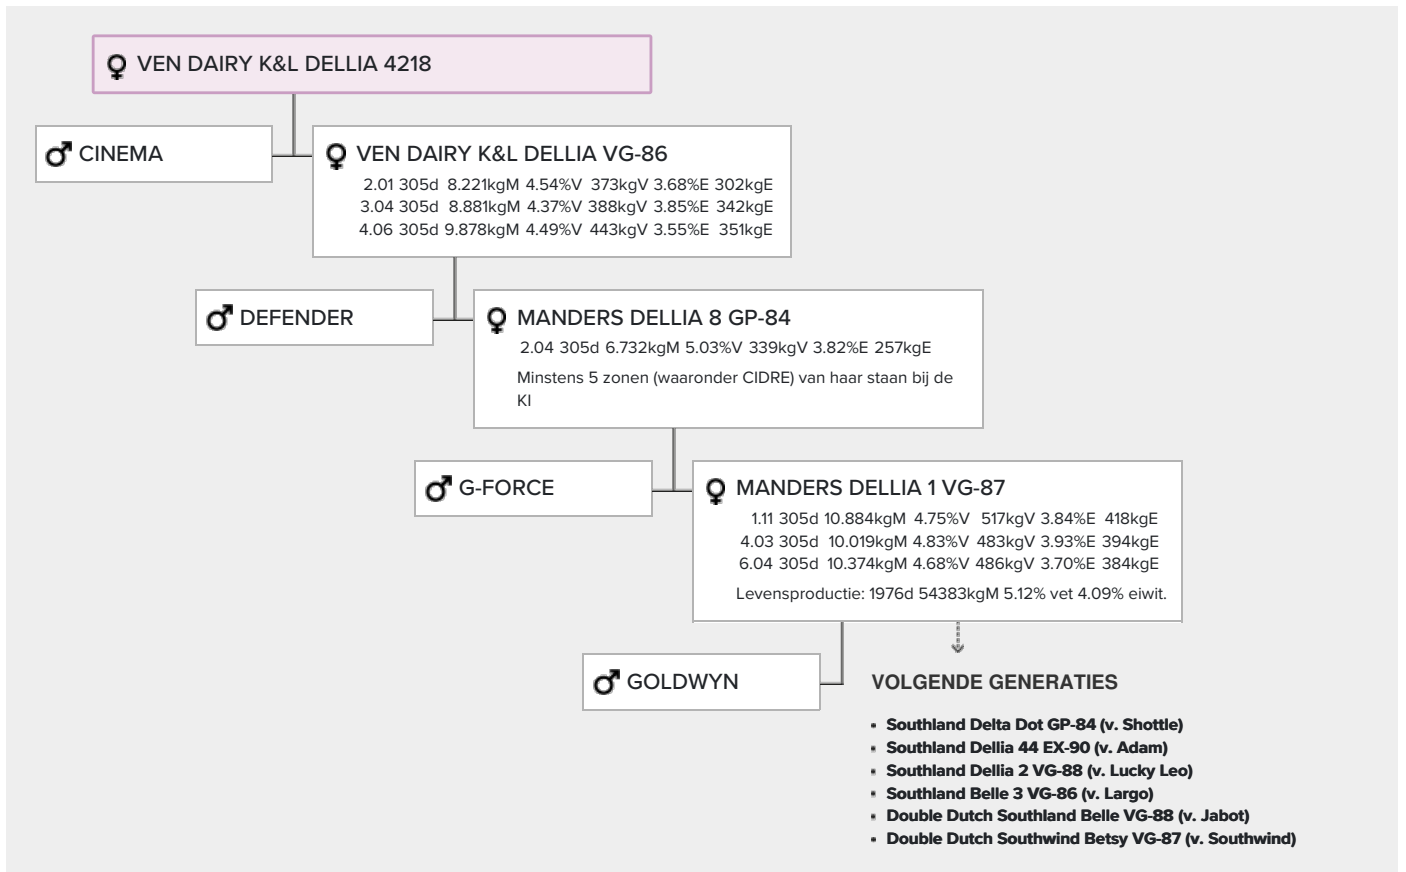 VEN DAIRY K&L DELLIA 4218
CINEMA
VEN DAIRY K&L DELLIA VG-86
2.01 305d 8.221kgM 4.54%V 373kgV 3.68%E 302kgE
3.04 305d 8.881kgM 4.37%V 388kgV 3.85%E 342kgE
4.06 305d 9.878kgM 4.49%V 443kgV 3.55%E 351kgE
DEFENDER
MANDERS DELLIA 8 GP-84
2.04 305d 6.732kgM 5.03%V 339kgV 3.82%E 257kgE
Minstens 5 zonen (waaronder CIDRE) van haar staan bij de
KI
G-FORCE
MANDERS DELLIA 1 VG-87
1.11 305d 10.884kgM 4.75%V 517kgV 3.84%E 418kgE
4.03 305d 10.019kgM 4.83%V 483kgV 3.93%E 394kgE
6.04 305d 10.374kgM 4.68%V 486kgV 3.70%E 384kgE
Levensproductie: 1976d 54383kgM 5.12% vet 4.09% eiwit.
GOLDWYN
VOLGENDE GENERATIES
Southland Delta Dot GP-84 (v. Shottle)
Southland Dellia 44 EX-90 (v. Adam)
Southland Dellia 2 VG-88 (v. Lucky Leo)
Southland Belle 3 VG-86 (v. Largo)
Double Dutch Southland Belle VG-88 (v. Jabot)
Double Dutch Southwind Betsy VG-87 (v. Southwind)